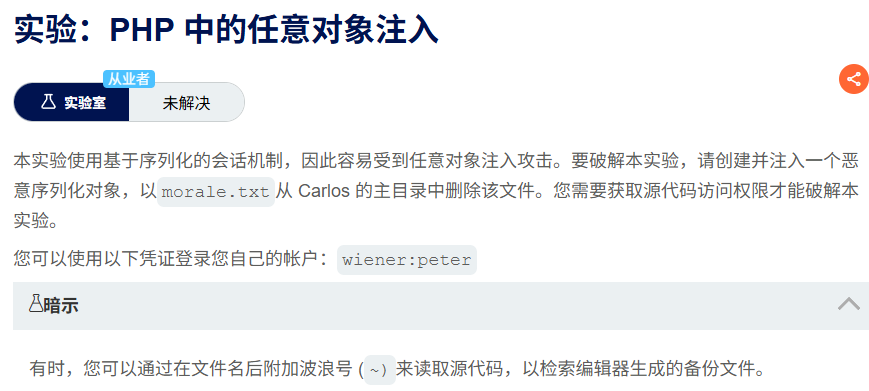 实验：PHP 中的任意对象注入
从业者
实验室 未解决
本实验使用基于序列化的会话机制，因此容易受到任意对象注入攻击。要破解本实验，请创建并注入一个恶
意序列化对象，以morale.txt从 Carlos 的主目录中删除该文件。您需要获取源代码访问权限才能破解本
实验。
您可以使用以下凭证登录您自己的帐户：wiener:peter
暗示
有时，您可以通过在文件名后附加波浪号 (~)来读取源代码，以检索编辑器生成的备份文件。